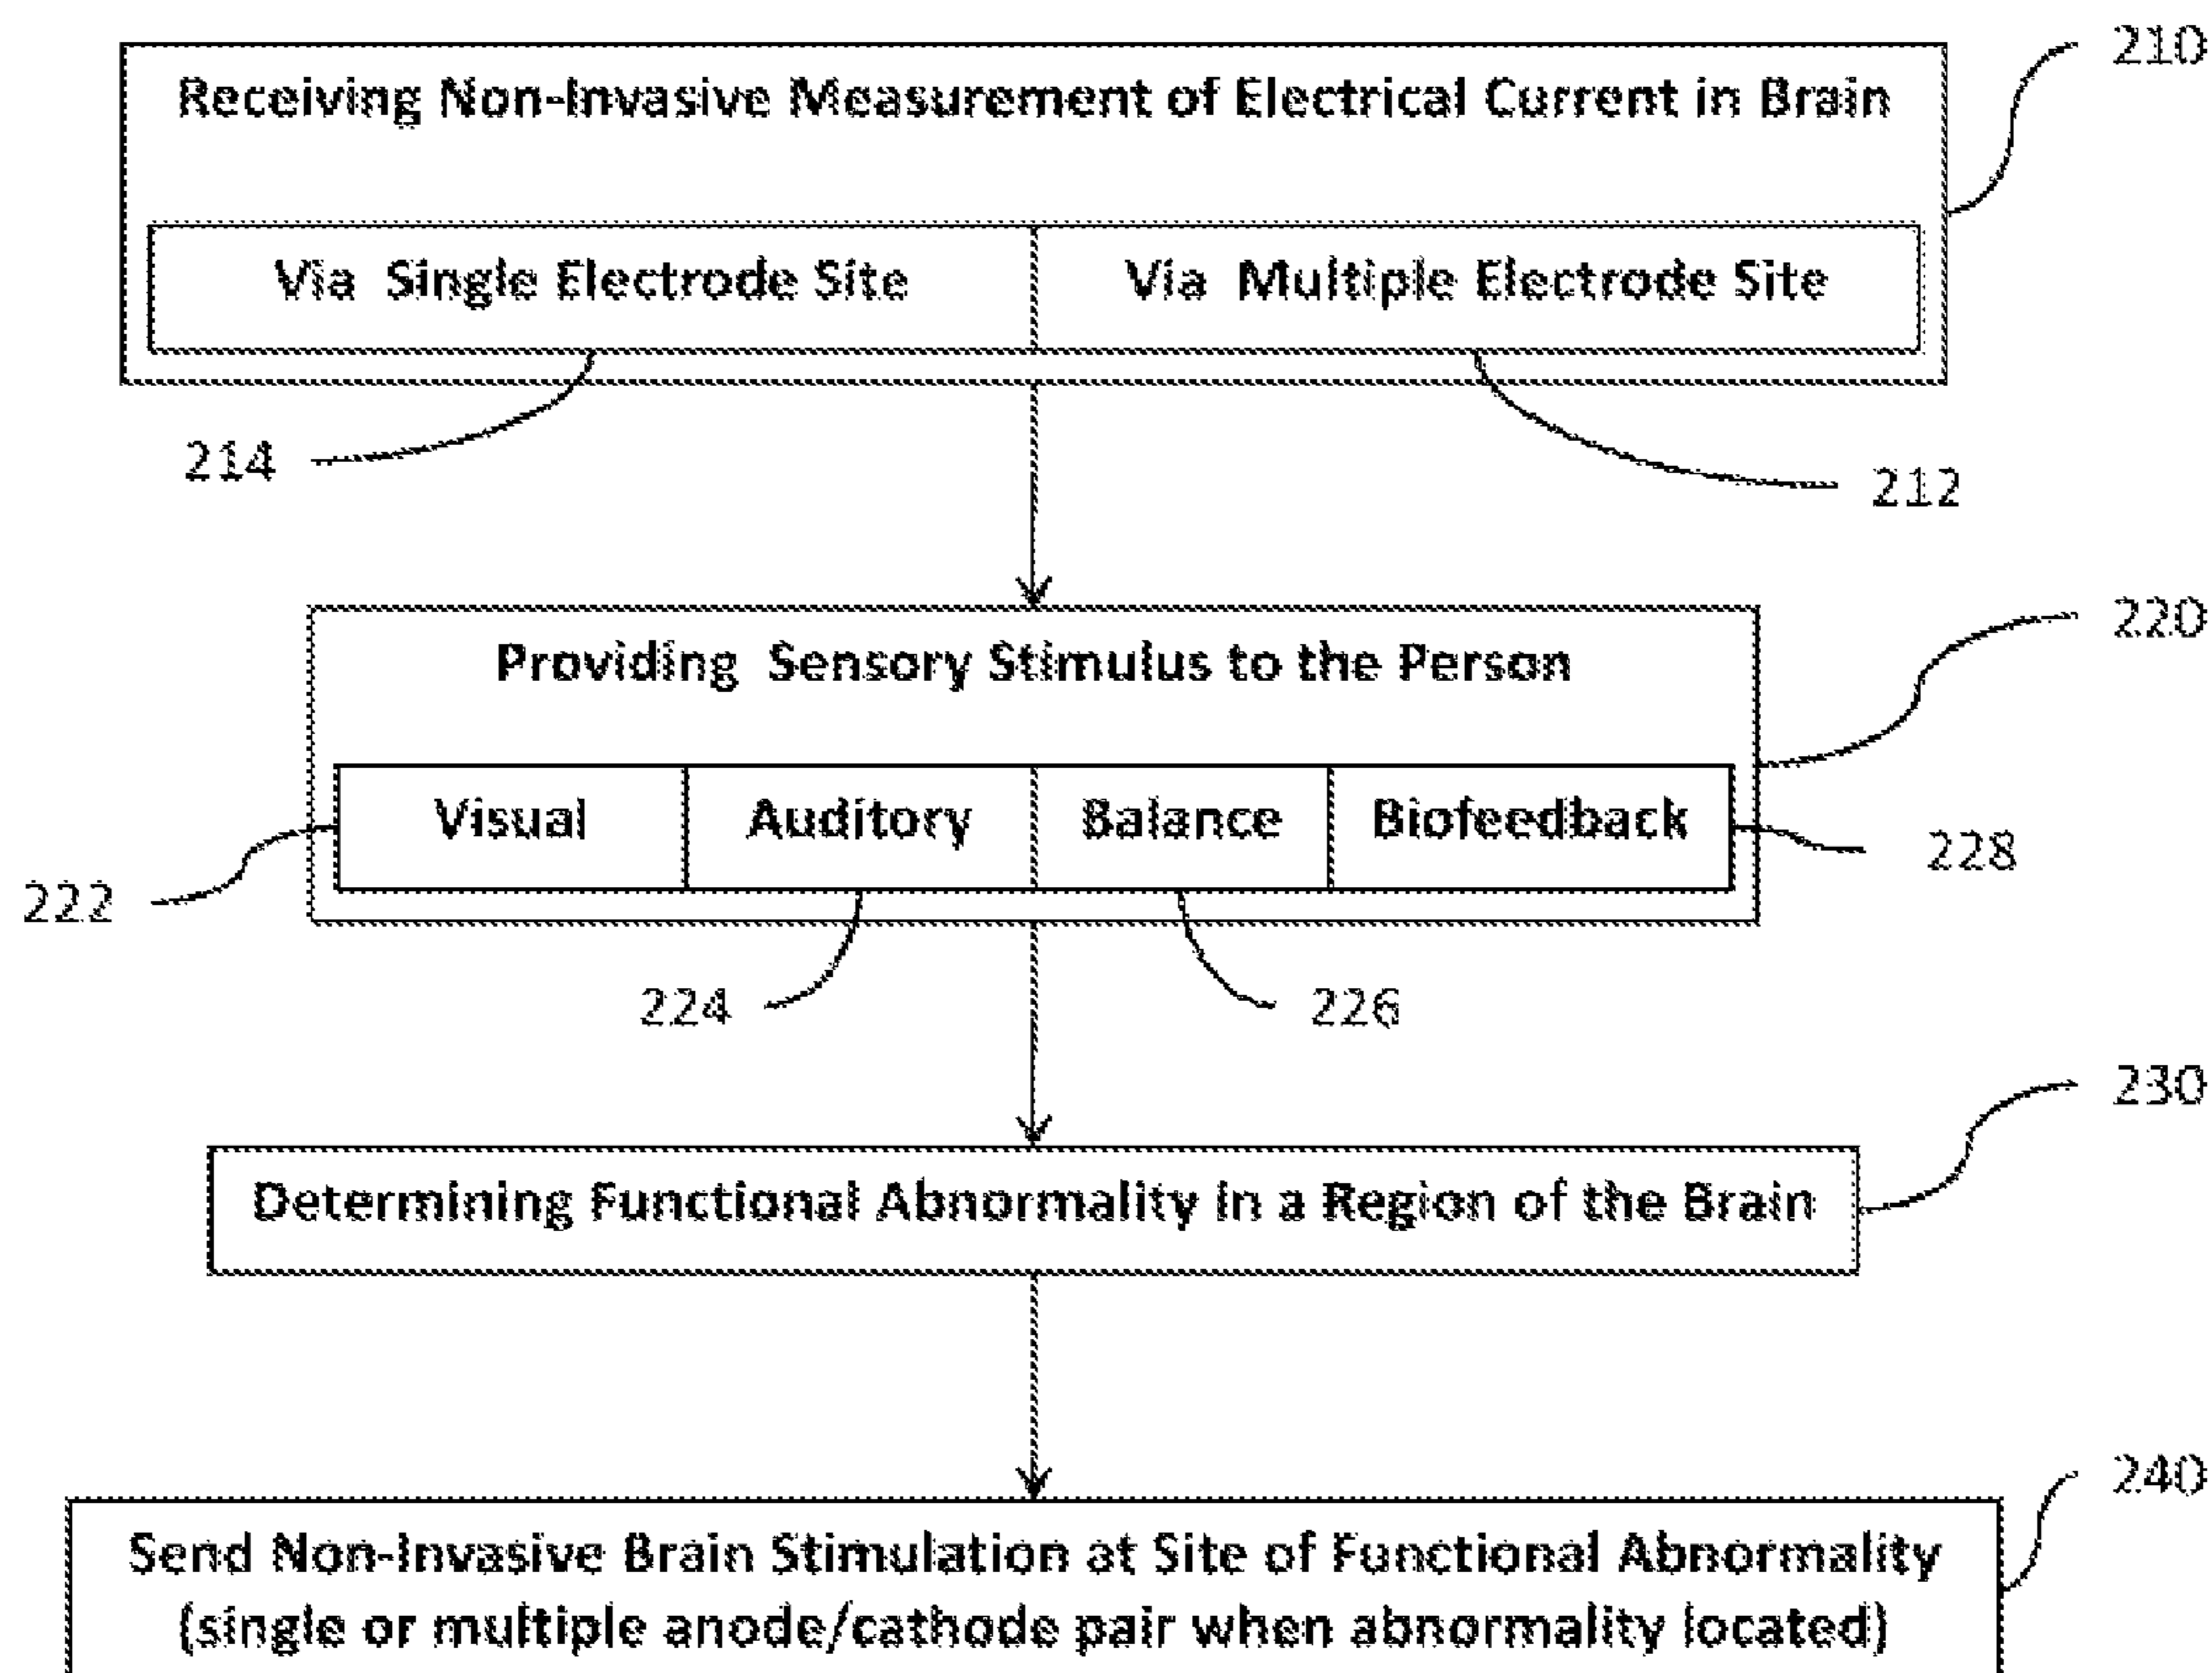 210
Receiving Non-Invasive Measurement of Electrical Current in Brain
Via Single Electrode Site
Via Multiple Electrode Site
214
212
220
Providing Sensory Stimulus to the Person
Visual
Auditory
Balance
Biofeedback
228
222
224
226
230
Determining Functional Abnormality in a Region of the Brain
240
Send Non-Invasive Brain Stimulation at Site of Functional Abnormality
(single or multiple anode/cathode pair when abnormality located)